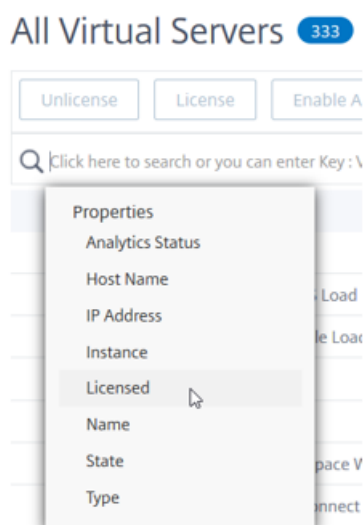 All Virtual Servers 333
Unlicense License Enable A
Click here to search or you can enter Key : V
Properties
Analytics Status
Host Name
IP Address
Load
Instance
le Load
Licensed
Name
State
pace W
Type
onnect